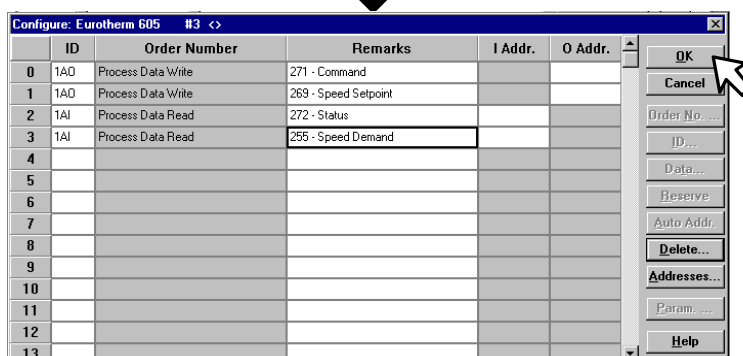 Configure: Eurotherm 605 #3 <>
ID Order Number Remarks I Addr. O Addr.
0 1AO Process Data Write 271 - Command
1 1AO Process Data Write 269 - Speed Setpoint
2 1AI Process Data Read 272 - Status
3 1AI Process Data Read 255 - Speed Demand
4
5
6
7
8
9
10
11
12
13
OK
Cancel
Order No. ...
ID...
Data...
Reserve
Auto Addr.
Delete...
Addresses...
Param. ...
Help